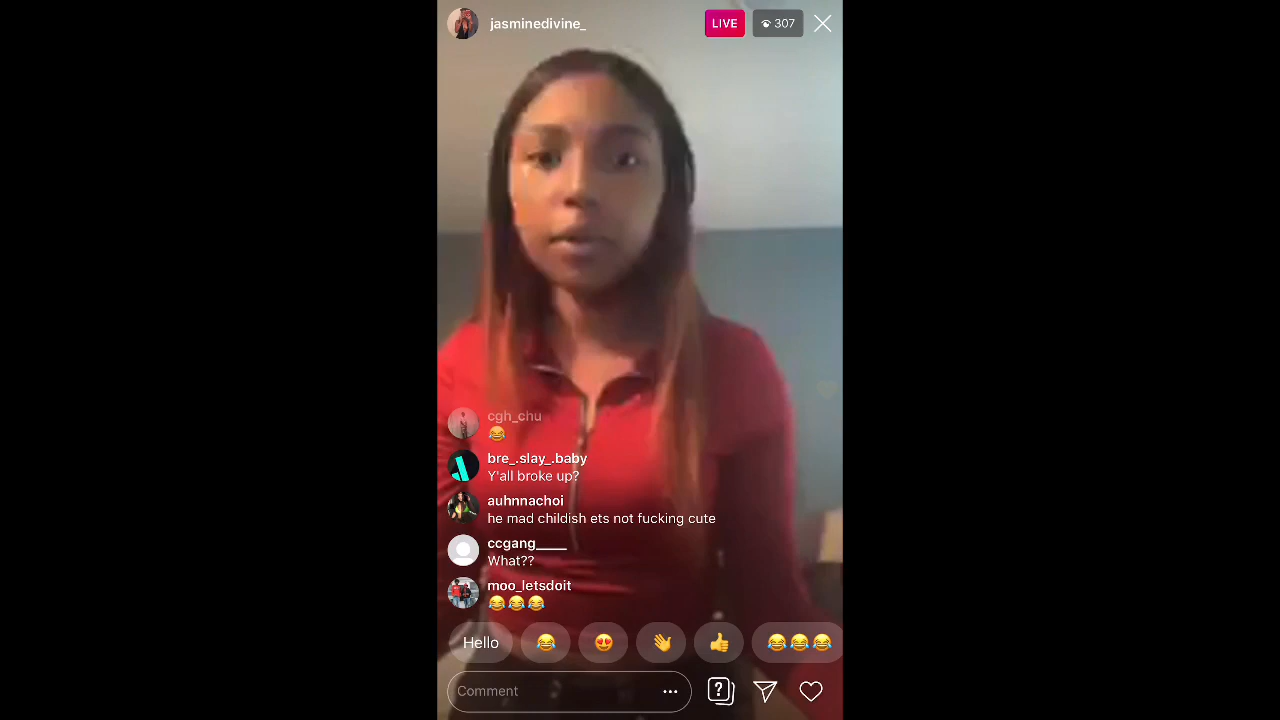 jasminedivine_
LIVE
307
cgh_chu
😂
bre_.slay_.baby
Y'all broke up?
auhnnachoi
he mad childish ets not fucking cute
ccgang_____
What??
moo_letsdoit
😂😂😂
Hello 😂 😍 👋 👍 😂😂😂
Comment